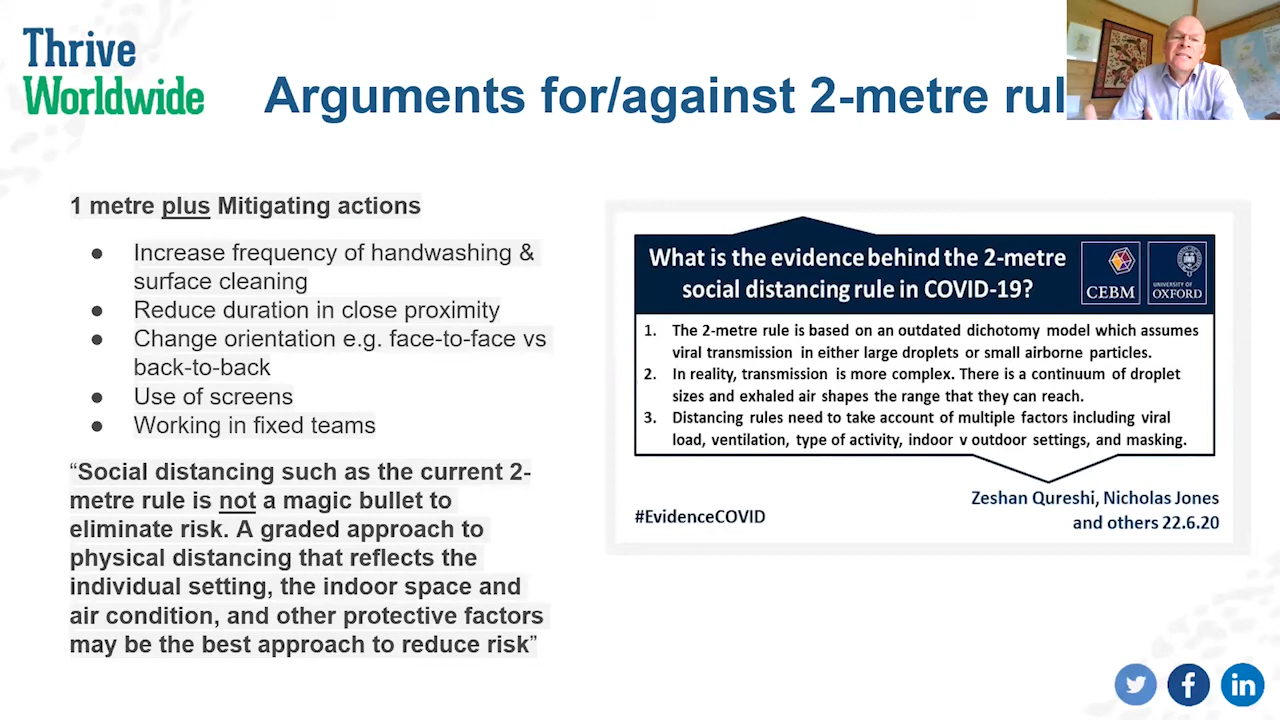 Thrive
Worldwide
Arguments for/against 2-metre rul
1 metre plus Mitigating actions
● Increase frequency of handwashing &
surface cleaning
● Reduce duration in close proximity
● Change orientation e.g. face-to-face vs
back-to-back
● Use of screens
● Working in fixed teams
“Social distancing such as the current 2-
metre rule is not a magic bullet to
eliminate risk. A graded approach to
physical distancing that reflects the
individual setting, the indoor space and
air condition, and other protective factors
may be the best approach to reduce risk”
What is the evidence behind the 2-metre
social distancing rule in COVID-19?
CEBM
UNIVERSITY OF
OXFORD
1. The 2-metre rule is based on an outdated dichotomy model which assumes
viral transmission in either large droplets or small airborne particles.
2. In reality, transmission is more complex. There is a continuum of droplet
sizes and exhaled air shapes the range that they can reach.
3. Distancing rules need to take account of multiple factors including viral
load, ventilation, type of activity, indoor v outdoor settings, and masking.
#EvidenceCOVID
Zeshan Qureshi, Nicholas Jones
and others 22.6.20
f
in